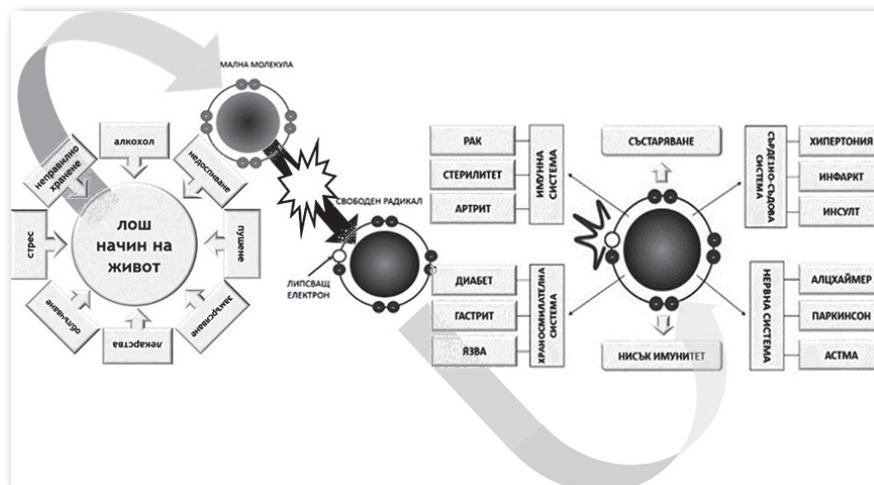 МАЛНА МОЛЕКУЛА
алкохол
неправилно
хранене
недоспиване
стрес
лош
начин на
живот
пушене
облъчване
лекарства
замърсяване
СВОБОДЕН РАДИКАЛ
ЛИПСВАЩ
ЕЛЕКТРОН
РАК
СТЕРИЛИТЕТ
АРТРИТ
ИМУННА
СИСТЕМА
ДИАБЕТ
ГАСТРИТ
ЯЗВА
ХРАНОСМИЛАТЕЛНА
СИСТЕМА
СЪСТАРЯВАНЕ
НИСЪК ИМУНИТЕТ
СЪРДЕЧНО-СЪДОВА
СИСТЕМА
ХИПЕРТОНИЯ
ИНФАРКТ
ИНСУЛТ
НЕРВНА СИСТЕМА
АЛЦХАЙМЕР
ПАРКИНСОН
АСТМА